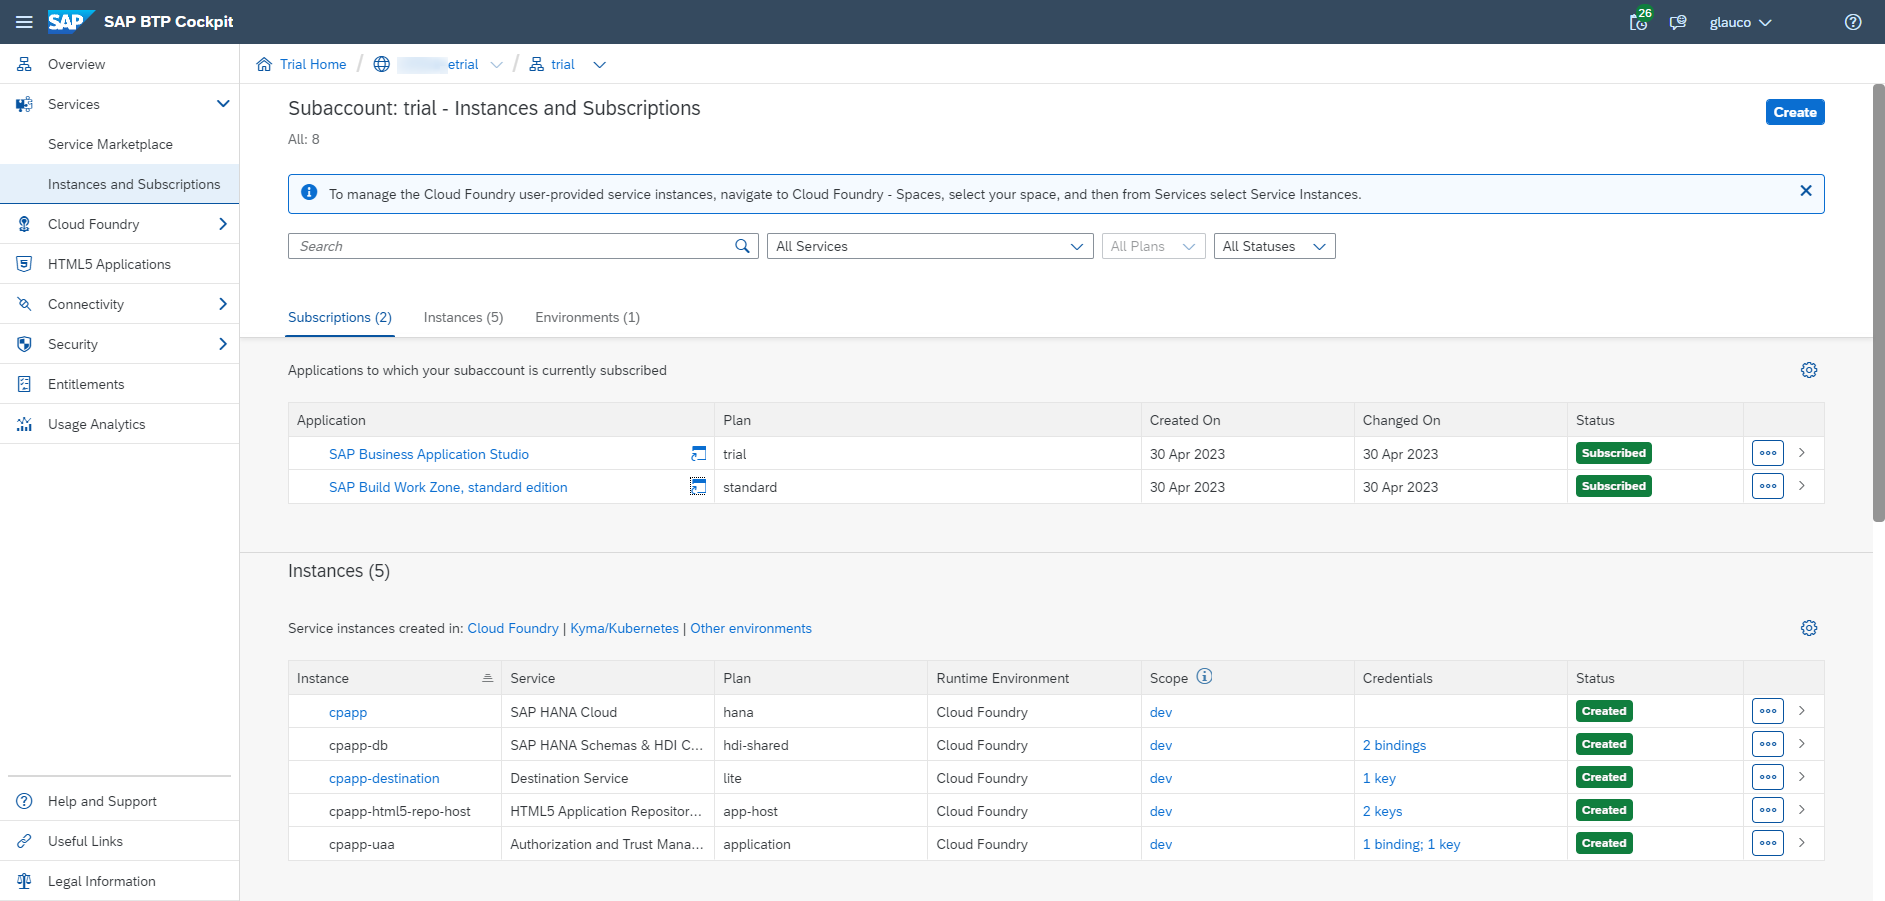 SAP SAP BTP Cockpit
26
glauco
Overview
Services
Service Marketplace
Instances and Subscriptions
Cloud Foundry
HTML5 Applications
Connectivity
Security
Entitlements
Usage Analytics
Help and Support
Useful Links
Legal Information
Trial Home / etrial / trial
Subaccount: trial - Instances and Subscriptions
Create
All: 8
To manage the Cloud Foundry user-provided service instances, navigate to Cloud Foundry - Spaces, select your space, and then from Services select Service Instances.
Search All Services All Plans All Statuses
Subscriptions (2) Instances (5) Environments (1)
Applications to which your subaccount is currently subscribed
Application Plan Created On Changed On Status
SAP Business Application Studio trial 30 Apr 2023 30 Apr 2023 Subscribed
SAP Build Work Zone, standard edition standard 30 Apr 2023 30 Apr 2023 Subscribed
Instances (5)
Service instances created in: Cloud Foundry | Kyma/Kubernetes | Other environments
Instance Service Plan Runtime Environment Scope Credentials Status
cpapp SAP HANA Cloud hana Cloud Foundry dev Created
cpapp-db SAP HANA Schemas & HDI C... hdi-shared Cloud Foundry dev 2 bindings Created
cpapp-destination Destination Service lite Cloud Foundry dev 1 key Created
cpapp-html5-repo-host HTML5 Application Repositor... app-host Cloud Foundry dev 2 keys Created
cpapp-uaa Authorization and Trust Mana... application Cloud Foundry dev 1 binding; 1 key Created